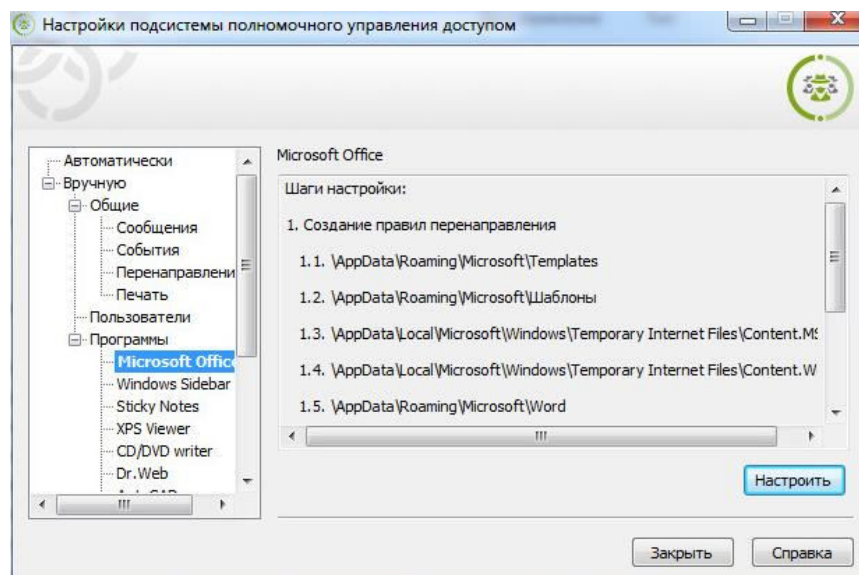 Настройки подсистемы полномочного управления доступом
Автоматически
Вручную
Общие
Сообщения
События
Перенаправлени
Печать
Пользователи
Программы
Microsoft Offic
Windows Sidebar
Sticky Notes
XPS Viewer
CD/DVD writer
Dr.Web
Microsoft Office
Шаги настройки:
1. Создание правил перенаправления
1.1. \AppData\Roaming\Microsoft\Templates
1.2. \AppData\Roaming\Microsoft\Шаблоны
1.3. \AppData\Local\Microsoft\Windows\Temporary Internet Files\Content.MS
1.4. \AppData\Local\Microsoft\Windows\Temporary Internet Files\Content.W
1.5. \AppData\Roaming\Microsoft\Word
Настроить
Закрыть
Справка